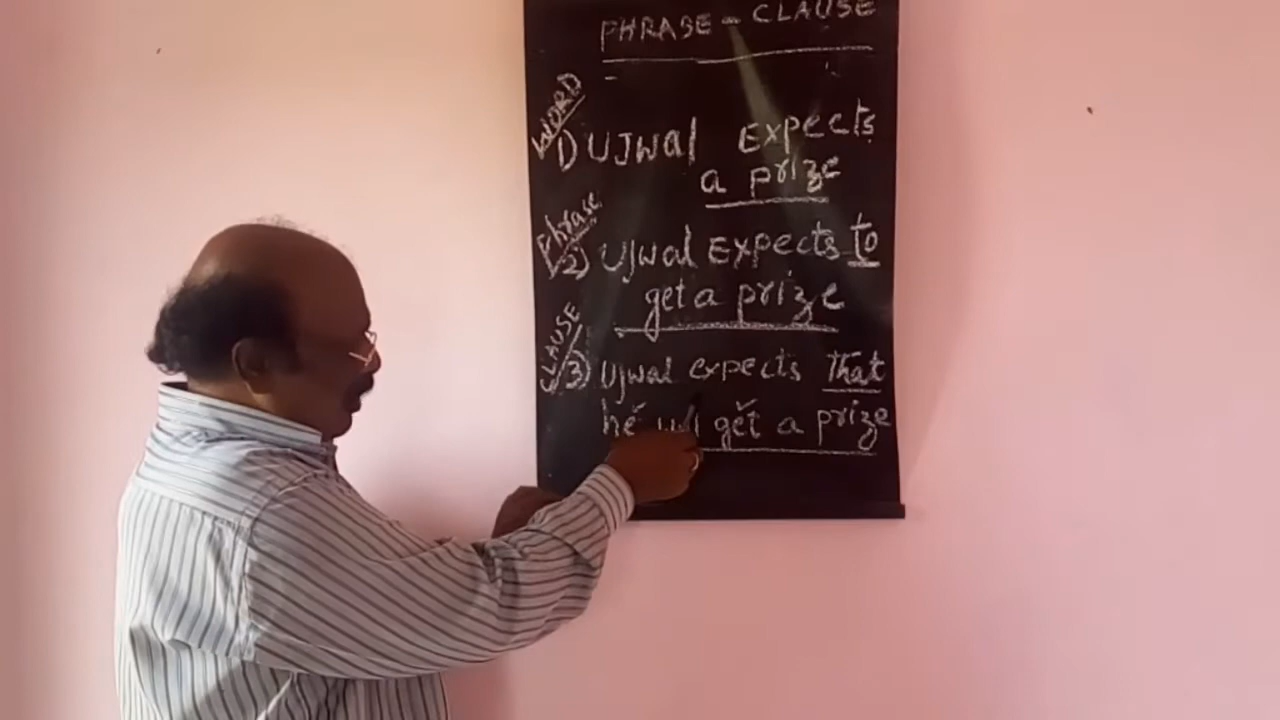 PHRASE - CLAUSE
WORD
1) UJwal Expects
a prize
Phrase
2) Ujwal Expects to
get a prize
CLAUSE
3) Ujwal expects That
he will get a prize